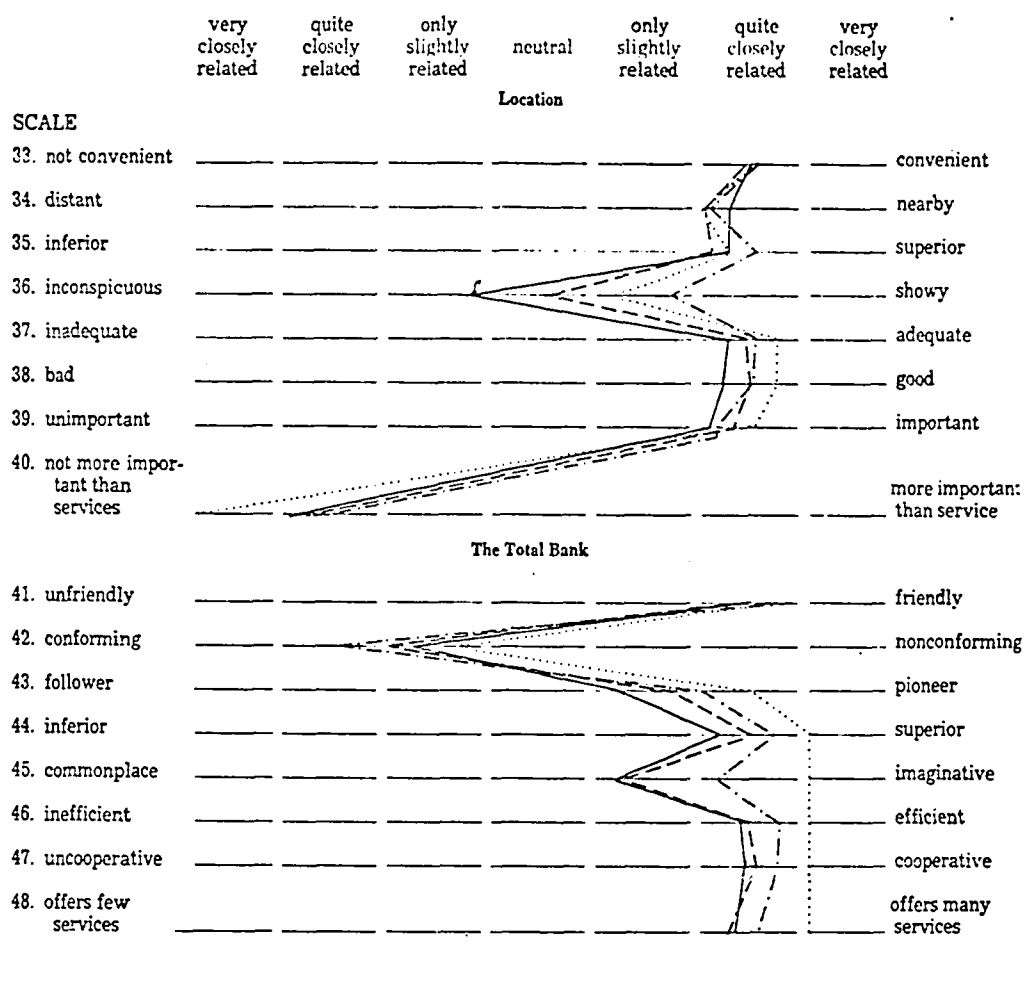 very quite only only quite very
closely closely slightly neutral slightly closely closely
related related related related related related
Location
SCALE
33. not convenient convenient
34. distant nearby
35. inferior superior
36. inconspicuous showy
37. inadequate adequate
38. bad good
39. unimportant important
40. not more impor-
tant than more important
services than service
The Total Bank
41. unfriendly friendly
42. conforming nonconforming
43. follower pioneer
44. inferior superior
45. commonplace imaginative
46. inefficient efficient
47. uncooperative cooperative
48. offers few offers many
services services